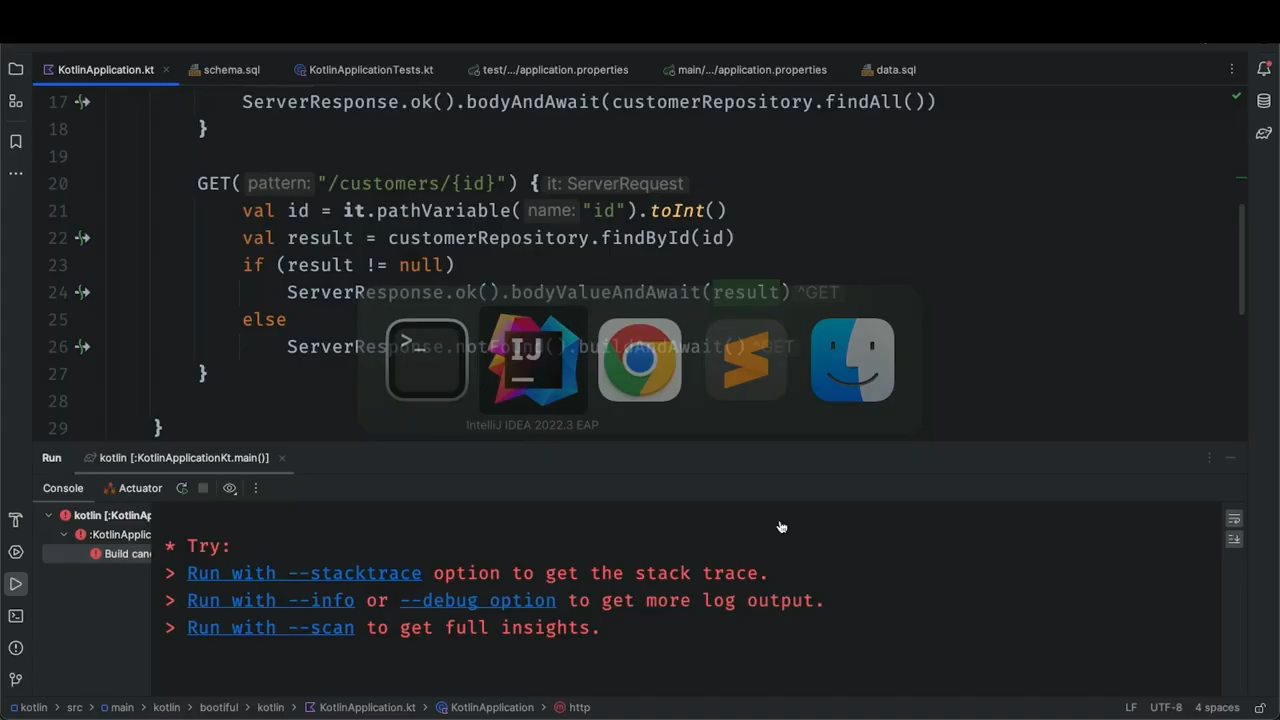 KotlinApplication.kt
schema.sql
KotlinApplicationTests.kt
test/.../application.properties
main/.../application.properties
data.sql
17 ServerResponse.ok().bodyAndAwait(customerRepository.findAll())
18 }
19
20 GET( pattern: "/customers/{id}") { it: ServerRequest
21 val id = it.pathVariable( name: "id").toInt()
22 val result = customerRepository.findById(id)
23 if (result != null)
24 ServerResponse.ok().bodyValueAndAwait(result) ^GET
25 else
26 ServerResponse.notFound().buildAndAwait() ^GET
27 }
28
29 }
IJ
IntelliJ IDEA 2022.3 EAP
Run kotlin [:KotlinApplicationKt.main()]
Console Actuator
kotlin [:KotlinAp
:KotlinApplic
Build canc
* Try:
> Run with --stacktrace option to get the stack trace.
> Run with --info or --debug option to get more log output.
> Run with --scan to get full insights.
kotlin > src > main > kotlin > bootiful > kotlin > KotlinApplication.kt > KotlinApplication > http LF UTF-8 4 spaces